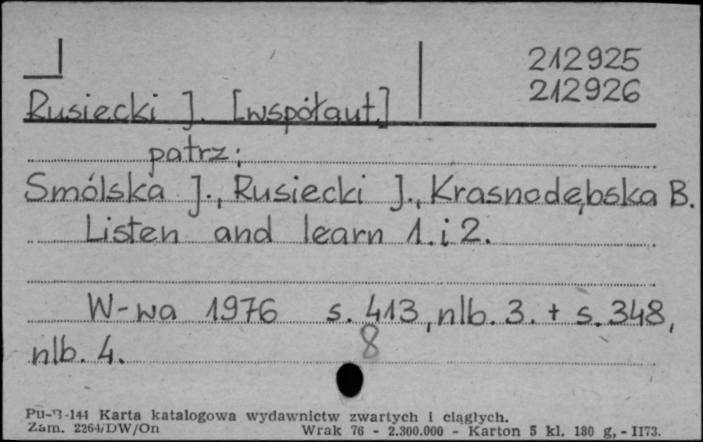 212925
212926
Rusiecki J. [współaut.]
patrz:
Smólska J., Rusiecki J., Krasnodębska B.
Listen and learn 1. i 2.
W-wa 1976 s. 413, nlb. 3. + s. 348,
nlb. 4.
8
Pu-B-144 Karta katalogowa wydawnictw zwartych i ciągłych.
Zam. 2264/DW/On Wrak 76 - 2.300.000 - Karton 5 kl. 180 g. - II73.